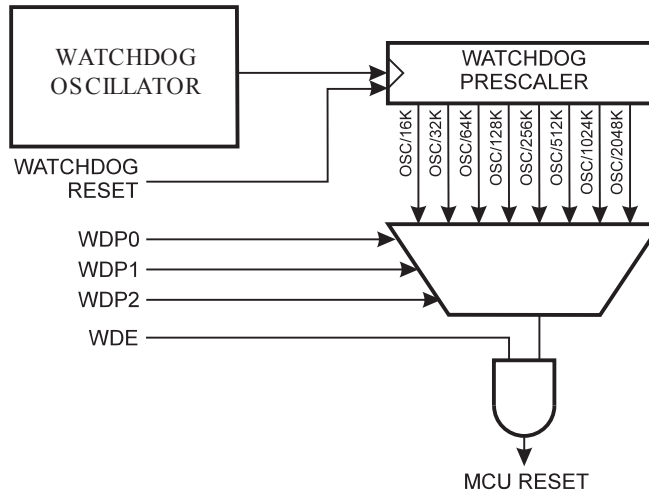 WATCHDOG
OSCILLATOR
WATCHDOG
PRESCALER
WATCHDOG
RESET
OSC/16K
OSC/32K
OSC/64K
OSC/128K
OSC/256K
OSC/512K
OSC/1024K
OSC/2048K
WDP0
WDP1
WDP2
WDE
MCU RESET